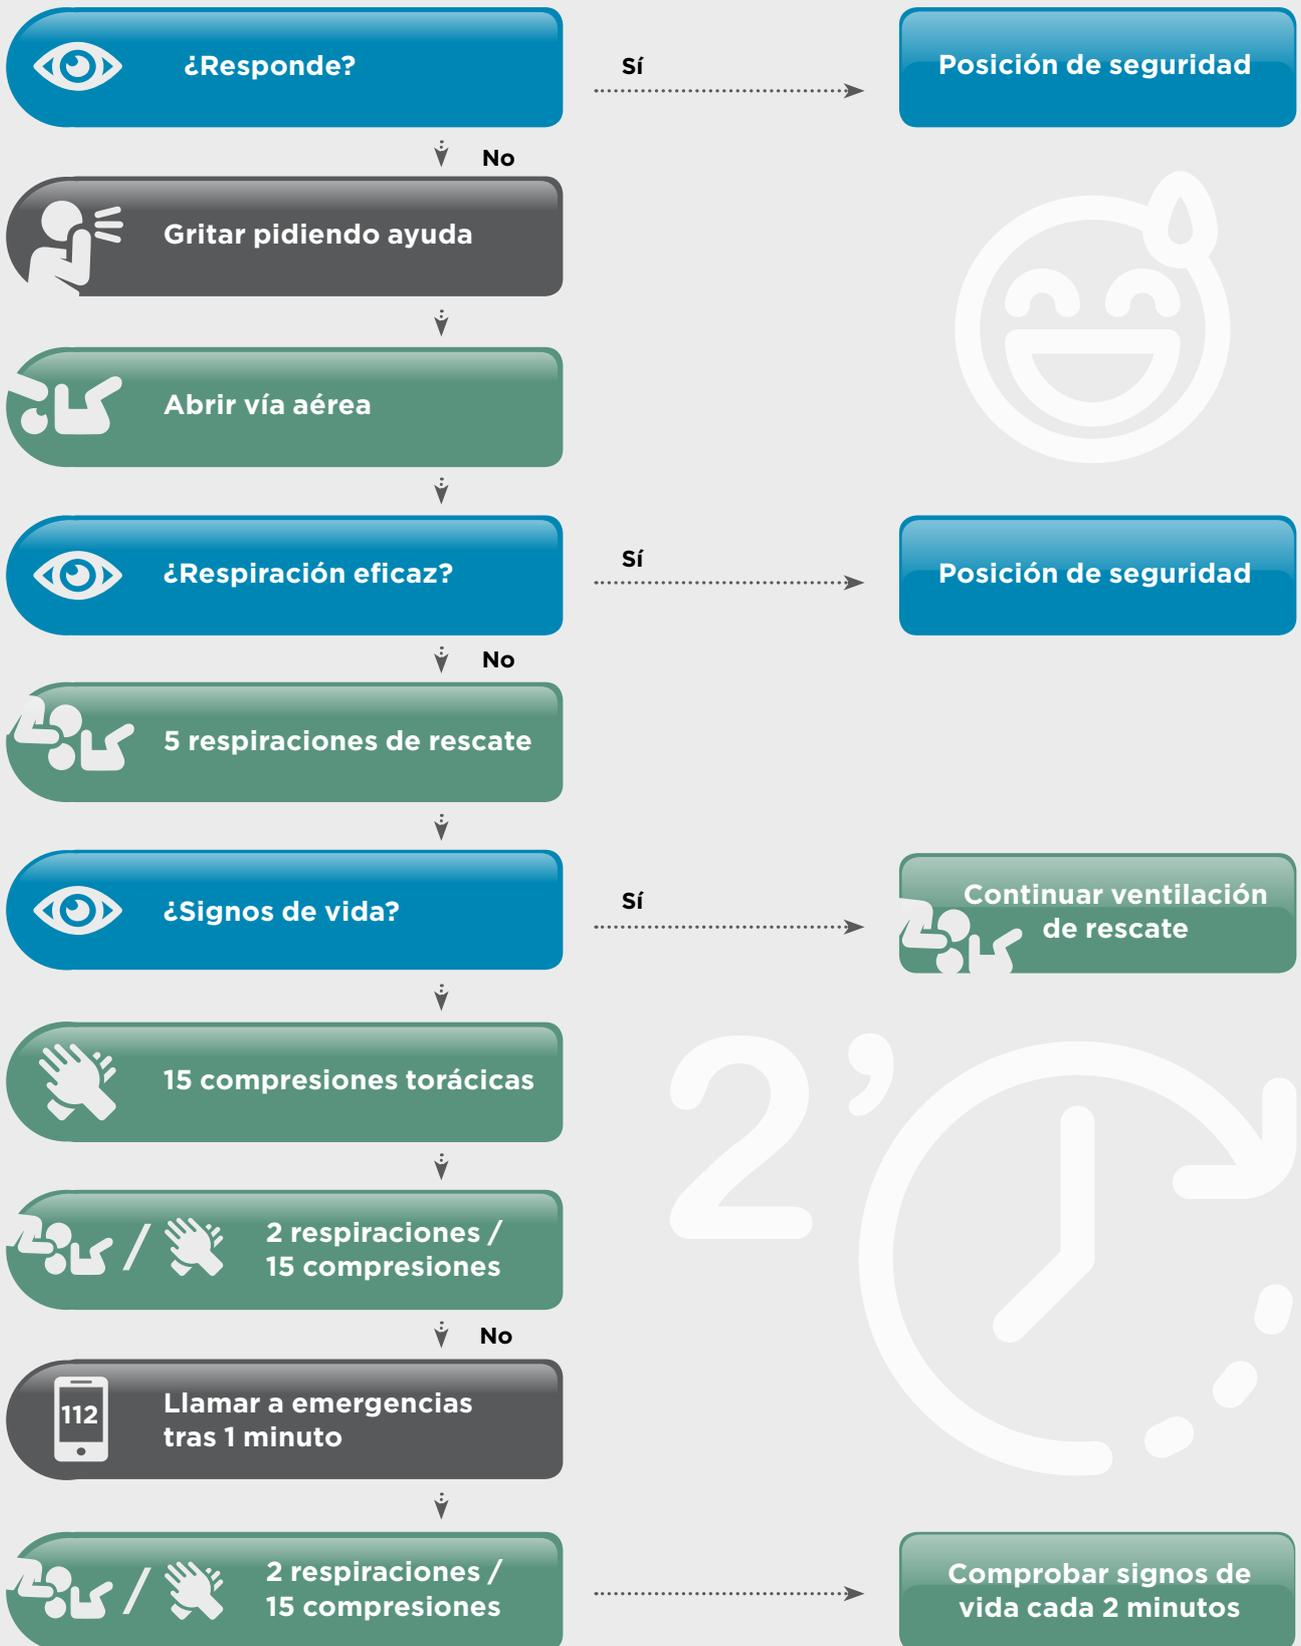 ¿Responde?
Sí
Posición de seguridad
No
Gritar pidiendo ayuda
Abrir vía aérea
¿Respiración eficaz?
Sí
Posición de seguridad
No
5 respiraciones de rescate
¿Signos de vida?
Sí
Continuar ventilación
de rescate
15 compresiones torácicas
2’
2 respiraciones /
15 compresiones
/
No
112
Llamar a emergencias
tras 1 minuto
/
2 respiraciones /
15 compresiones
Comprobar signos de
vida cada 2 minutos